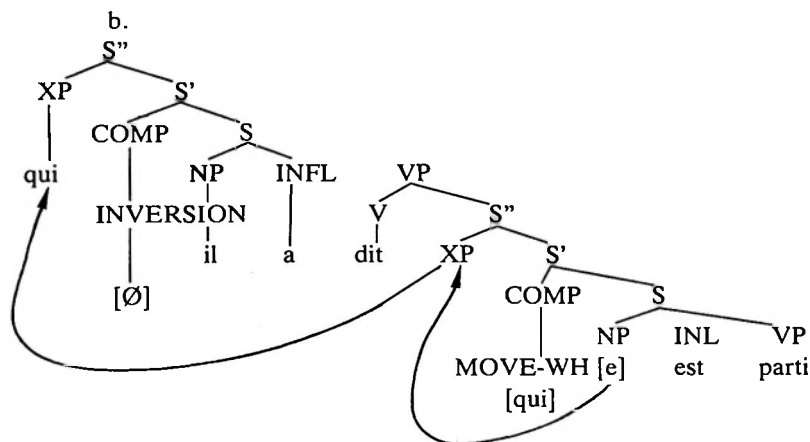 b.
S”
XP S’
COMP S
qui NP INFL VP
INVERSION V S”
il a dit XP S’
[Ø] COMP S
NP INL VP
MOVE-WH [e] est parti
[qui]